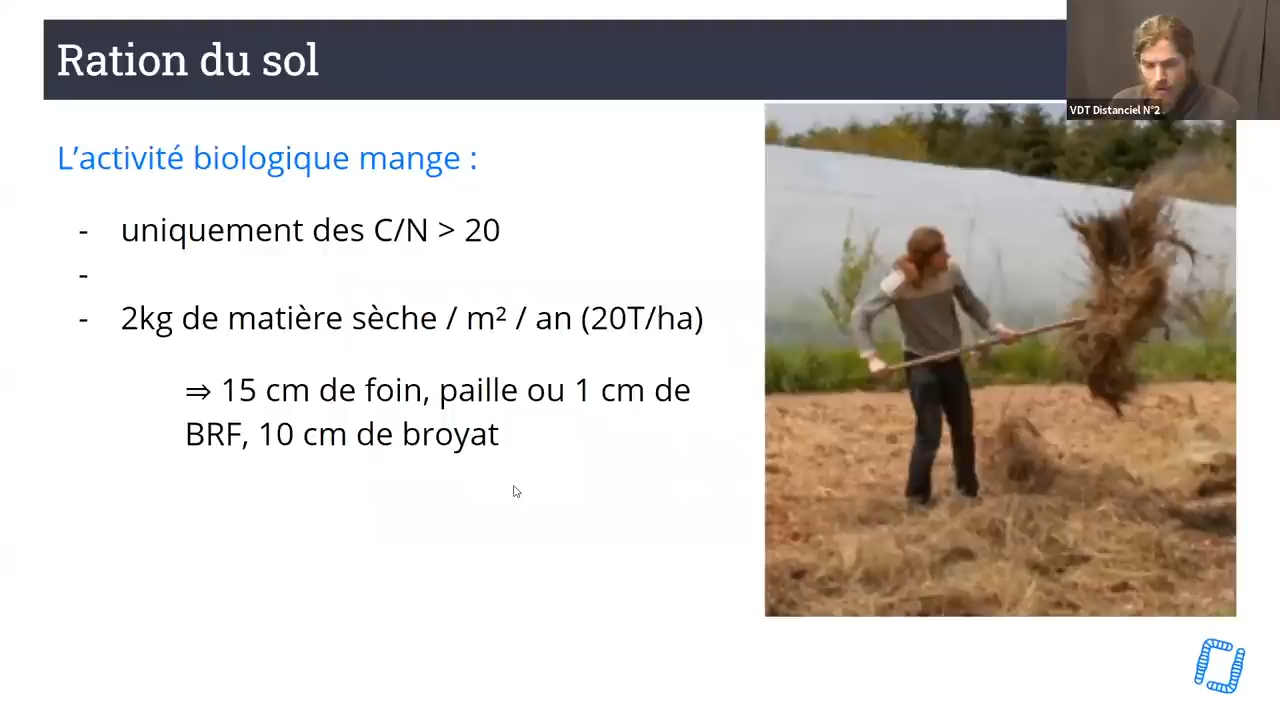 Ration du sol
VDT Distanciel N°2
L'activité biologique mange :
- uniquement des C/N > 20
-
- 2kg de matière sèche / m² / an (20T/ha)
⇒ 15 cm de foin, paille ou 1 cm de
BRF, 10 cm de broyat